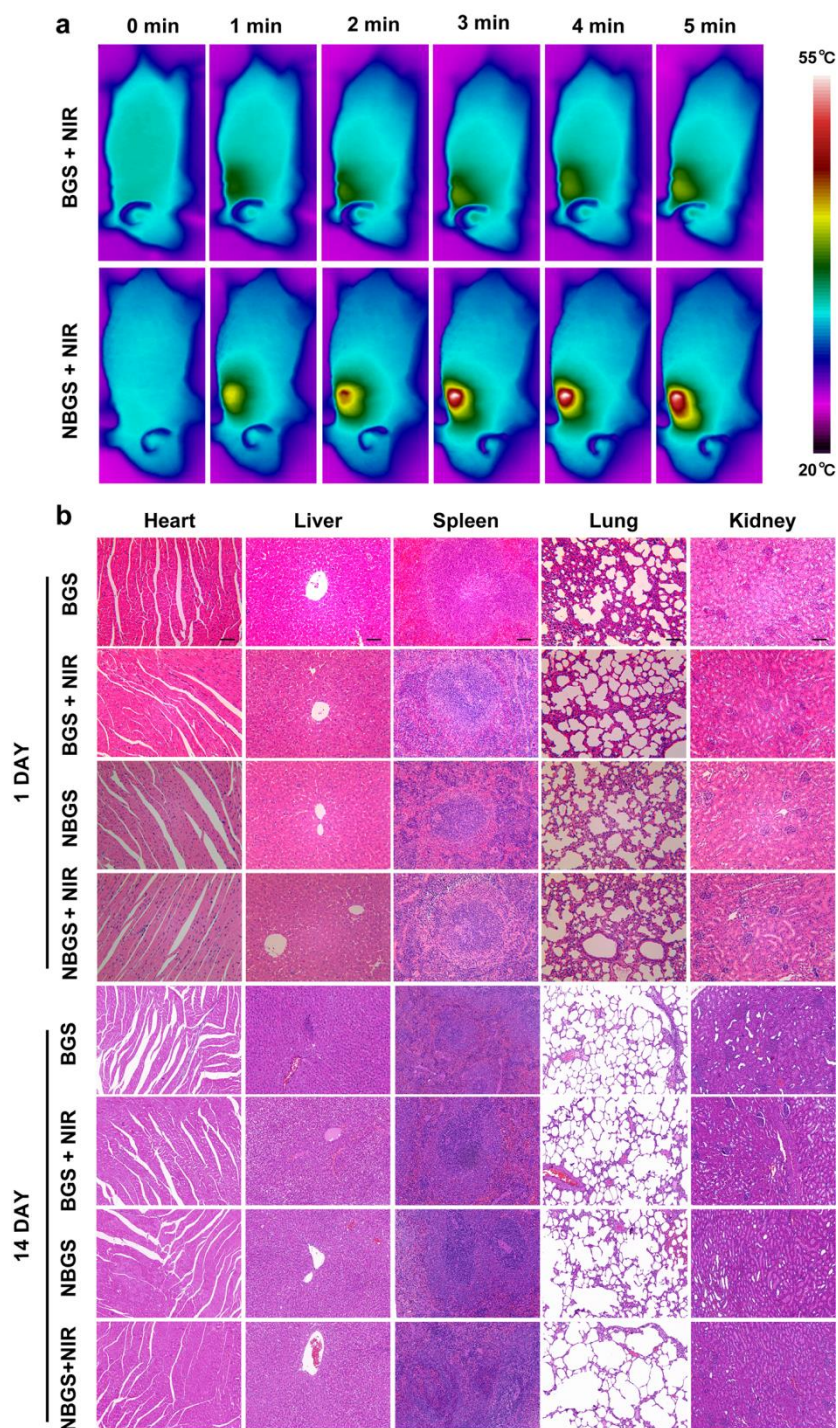 a
0 min 1 min 2 min 3 min 4 min 5 min
55°C
BGS + NIR
NBGS + NIR
20°C
b
Heart Liver Spleen Lung Kidney
1 DAY
BGS
BGS + NIR
NBGS
NBGS + NIR
14 DAY
BGS
BGS + NIR
NBGS
NBGS+NIR